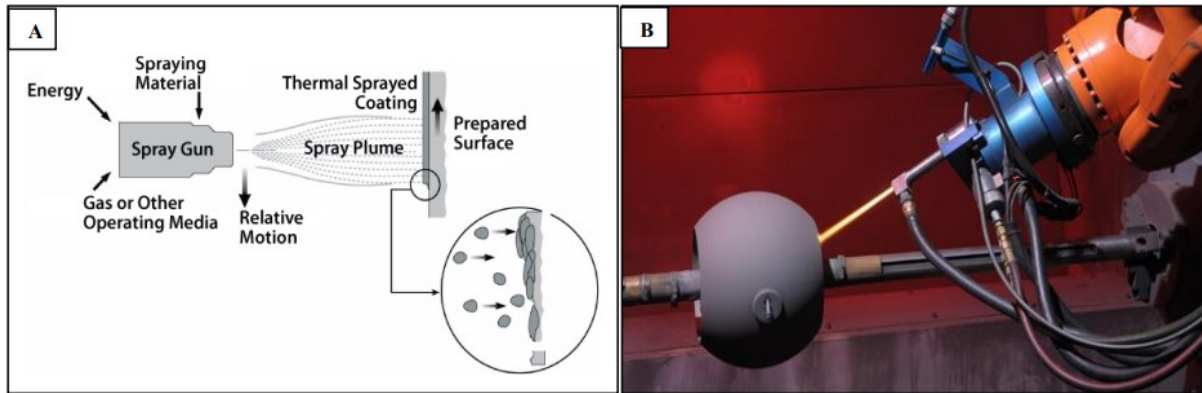 A
Spraying
Material
Energy
Spray Gun
Gas or Other
Operating Media
Relative
Motion
Thermal Sprayed
Coating
Spray Plume
Prepared
Surface
B